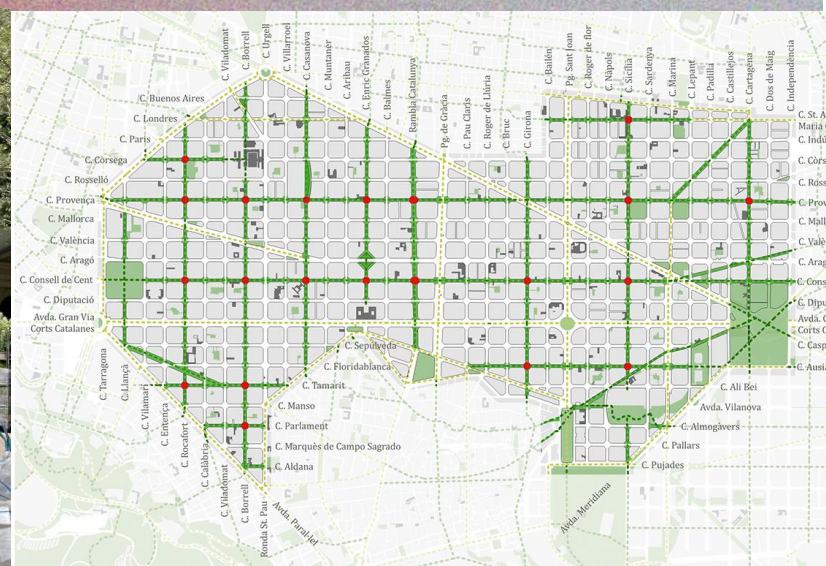 C. Viladomat
C. Borrell
C. Urgell
C. Villarroel
C. Casanova
C. Muntaner
C. Aribau
C. Enric Granados
C. Balmes
Rambla Catalunya
Pg. de Gracia
C. Pau Claris
C. Roger de Llúria
C. Bruc
C. Girona
C. Bailén
Pg. Sant Joan
C. Roger de flor
C. Nàpols
C. Sicilia
C. Sardenya
C. Marina
C. Lepant
C. Padilla
C. Castillejos
C. Cartagena
C. Dos de Maig
C. Independència
C. Buenos Aires
C. Londres
C. Paris
C. Còrsega
C. Rosselló
C. Provença
C. Mallorca
C. València
C. Aragó
C. Consell de Cent
C. Diputació
Avda. Gran Via
Corts Catalanes
C. St. A
Maria
C. Indú
C. Còrs
C. Ross
C. Prov
C. Mall
C. Valè
C. Arag
C. Cons
C. Dipu
Avda.
Corts C
C. Casp
C. Ausia
C. Sepúlveda
C. Floridablanca
C. Tamarit
C. Manso
C. Parlament
C. Marquès de Campo Sagrado
C. Aldana
C. Tarragona
C. Llançà
C. Vilamarí
C. Entença
C. Rocafort
C. Calàbria
C. Viladomat
C. Borrell
Ronda St. Pau
Avda. Paral·lel
C. Ali Bei
Avda. Vilanova
C. Almogàvers
C. Pallars
C. Pujades
Avda. Meridiana